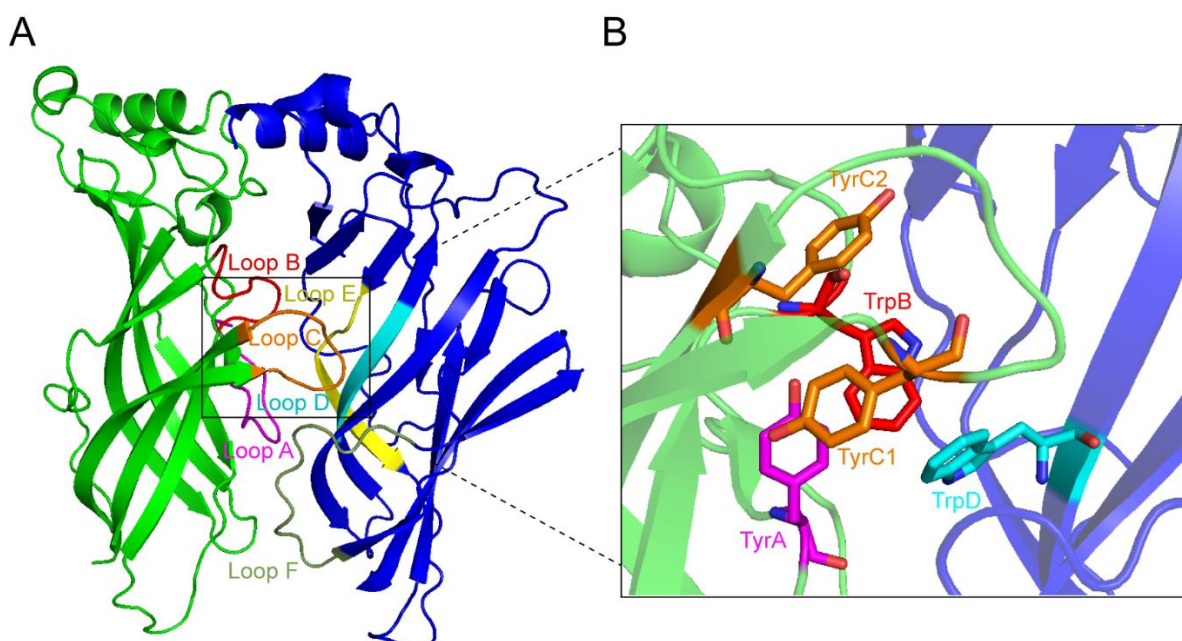 A
B
Loop B
Loop E
Loop C
Loop D
Loop A
Loop F
TyrC2
TrpB
TyrC1
TrpD
TyrA